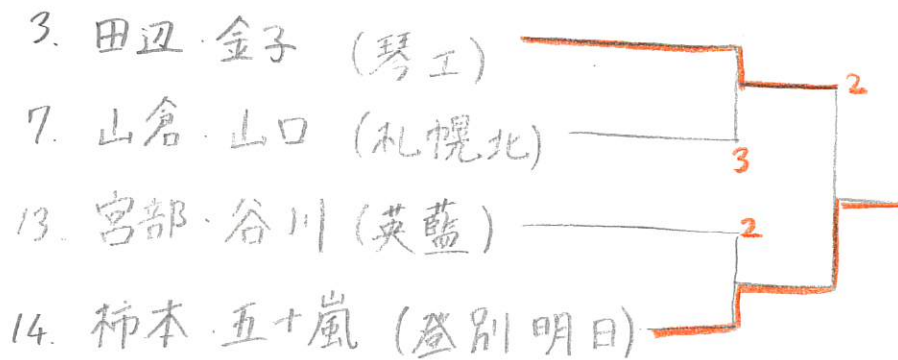 3. 田辺・金子 (琴工) 2
7. 山倉・山口 (札幌北) 3
13. 宮部・谷川 (英藍) 2
14. 柿本・五十嵐 (登別明日)